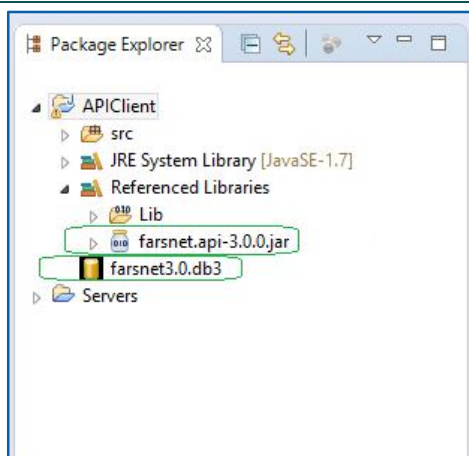 Package Explorer
APIClient
src
JRE System Library [JavaSE-1.7]
Referenced Libraries
Lib
farsnet.api-3.0.0.jar
farsnet3.0.db3
Servers